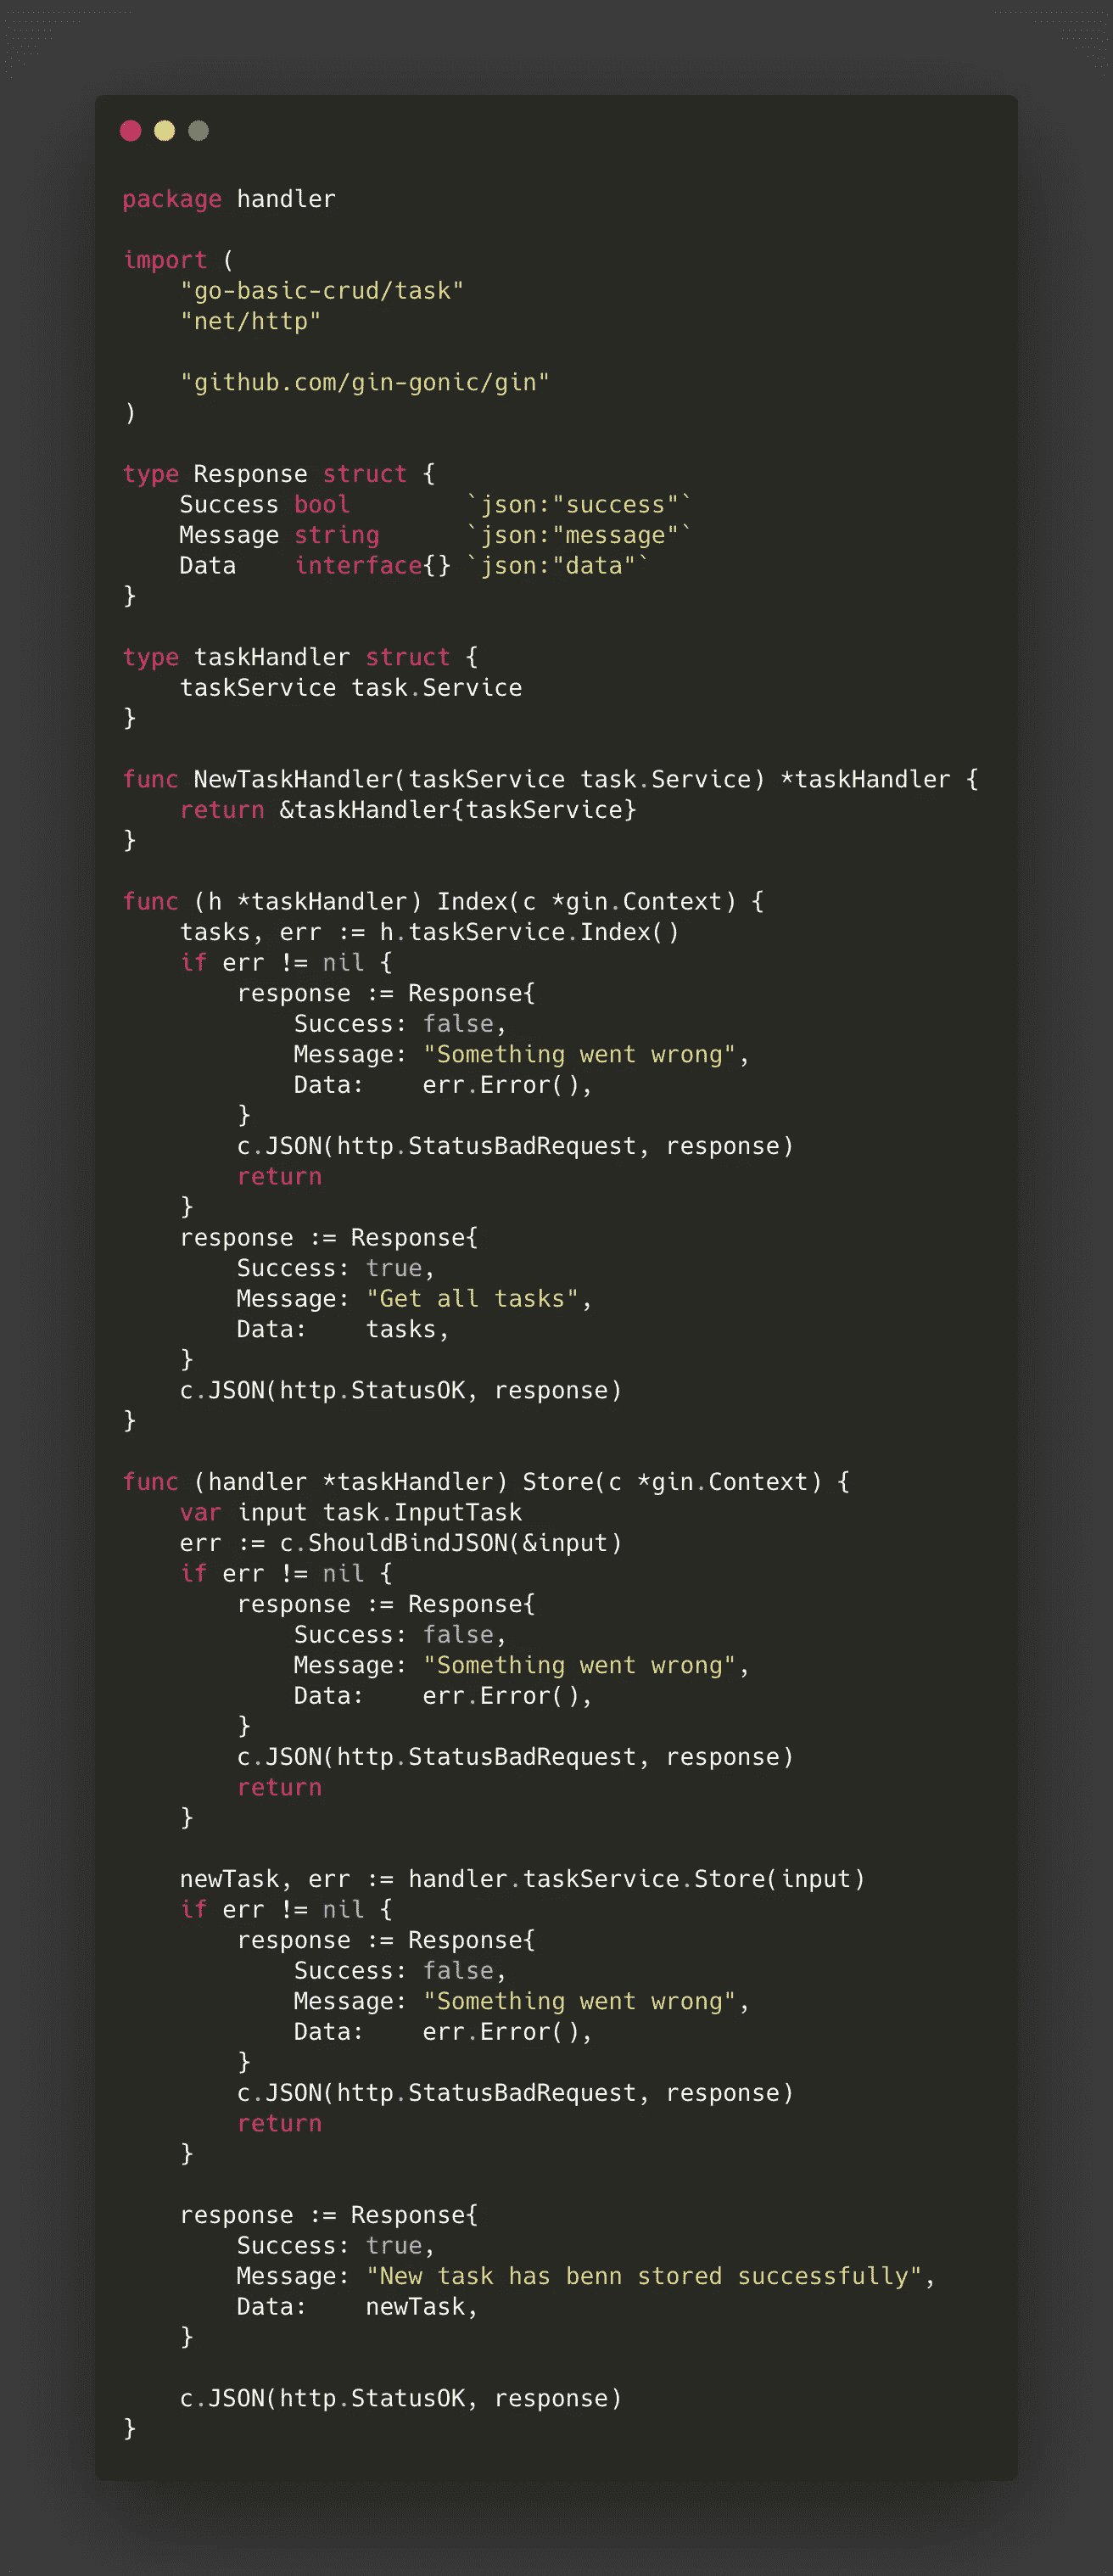 package handler

import (
    "go-basic-crud/task"
    "net/http"

    "github.com/gin-gonic/gin"
)

type Response struct {
    Success bool        `json:"success"`
    Message string      `json:"message"`
    Data    interface{} `json:"data"`
}

type taskHandler struct {
    taskService task.Service
}

func NewTaskHandler(taskService task.Service) *taskHandler {
    return &taskHandler{taskService}
}

func (h *taskHandler) Index(c *gin.Context) {
    tasks, err := h.taskService.Index()
    if err != nil {
        response := Response{
            Success: false,
            Message: "Something went wrong",
            Data:    err.Error(),
        }
        c.JSON(http.StatusBadRequest, response)
        return
    }
    response := Response{
        Success: true,
        Message: "Get all tasks",
        Data:    tasks,
    }
    c.JSON(http.StatusOK, response)
}

func (handler *taskHandler) Store(c *gin.Context) {
    var input task.InputTask
    err := c.ShouldBindJSON(&input)
    if err != nil {
        response := Response{
            Success: false,
            Message: "Something went wrong",
            Data:    err.Error(),
        }
        c.JSON(http.StatusBadRequest, response)
        return
    }

    newTask, err := handler.taskService.Store(input)
    if err != nil {
        response := Response{
            Success: false,
            Message: "Something went wrong",
            Data:    err.Error(),
        }
        c.JSON(http.StatusBadRequest, response)
        return
    }

    response := Response{
        Success: true,
        Message: "New task has benn stored successfully",
        Data:    newTask,
    }

    c.JSON(http.StatusOK, response)
}